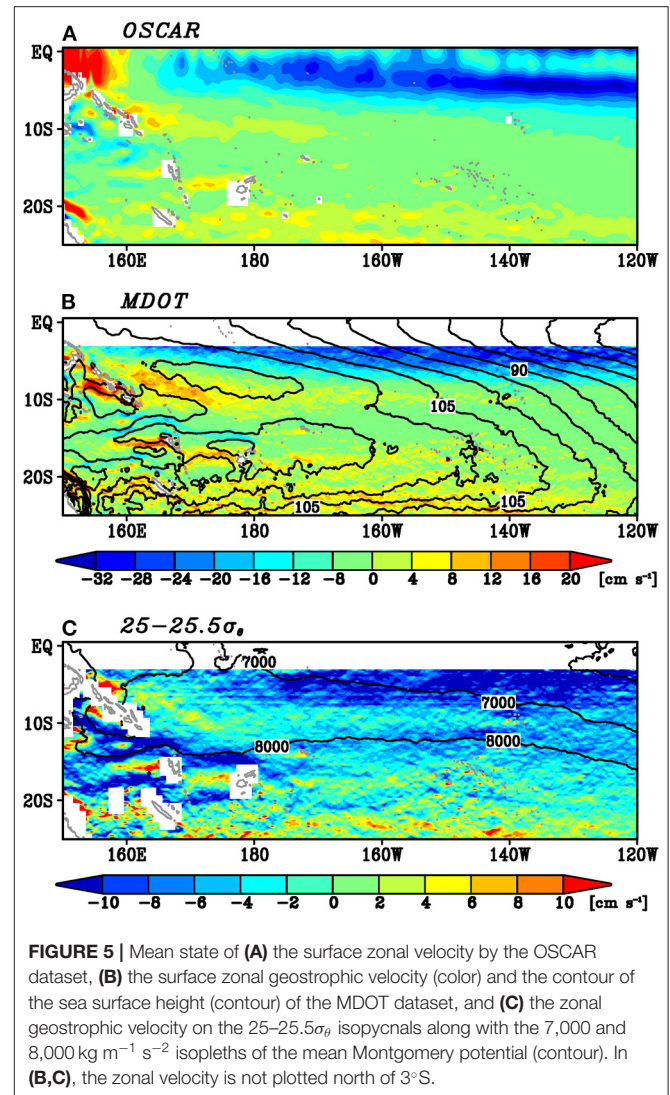 A OSCAR
EQ
10S
20S
160E 180 160W 140W 120W
B MDOT
EQ
10S
20S
90
105
105 105
160E 180 160W 140W 120W
-32 -28 -24 -20 -16 -12 -8 0 4 8 12 16 20 [cm s⁻¹]
C 25-25.5σθ
EQ
10S
20S
7000
7000
8000 8000
160E 180 160W 140W 120W
-10 -8 -6 -4 -2 0 2 4 6 8 10 [cm s⁻¹]
FIGURE 5 | Mean state of (A) the surface zonal velocity by the OSCAR
dataset, (B) the surface zonal geostrophic velocity (color) and the contour of
the sea surface height (contour) of the MDOT dataset, and (C) the zonal
geostrophic velocity on the 25–25.5σθ isopycnals along with the 7,000 and
8,000 kg m⁻¹ s⁻² isopleths of the mean Montgomery potential (contour). In
(B,C), the zonal velocity is not plotted north of 3°S.